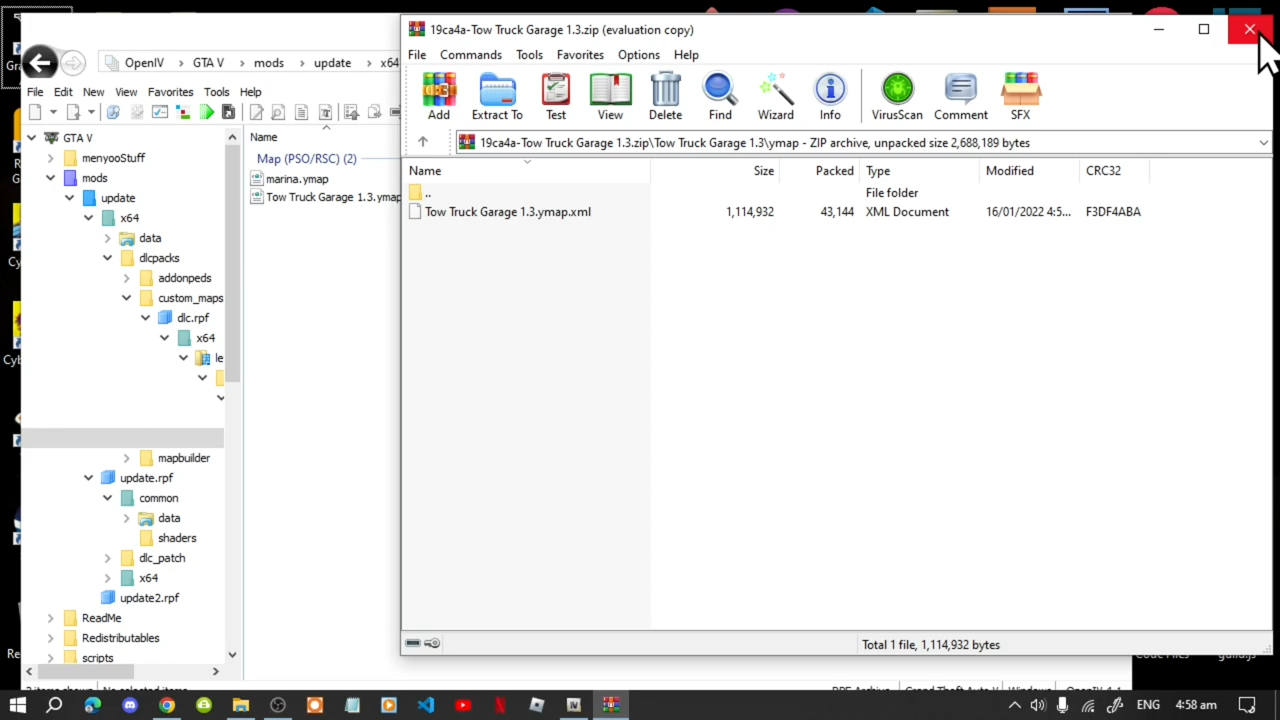 19ca4a-Tow Truck Garage 1.3.zip (evaluation copy)
File Commands Tools Favorites Options Help
Add Extract To Test View Delete Find Wizard Info VirusScan Comment SFX
19ca4a-Tow Truck Garage 1.3.zip\Tow Truck Garage 1.3\ymap - ZIP archive, unpacked size 2,688,189 bytes
Name Size Packed Type Modified CRC32
.. File folder
Tow Truck Garage 1.3.ymap.xml 1,114,932 43,144 XML Document 16/01/2022 4:5... F3DF4ABA
Total 1 file, 1,114,932 bytes
OpenIV GTA V mods update x64
File Edit New View Favorites Tools Help
GTA V
menyooStuff
mods
update
x64
data
dlcpacks
addonpeds
custom_maps
dlc.rpf
x64
le
mapbuilder
update.rpf
common
data
shaders
dlc_patch
x64
update2.rpf
ReadMe
Redistributables
scripts
Name
Map (PSO/RSC) (2)
marina.ymap
Tow Truck Garage 1.3.ymap
ENG 4:58 am